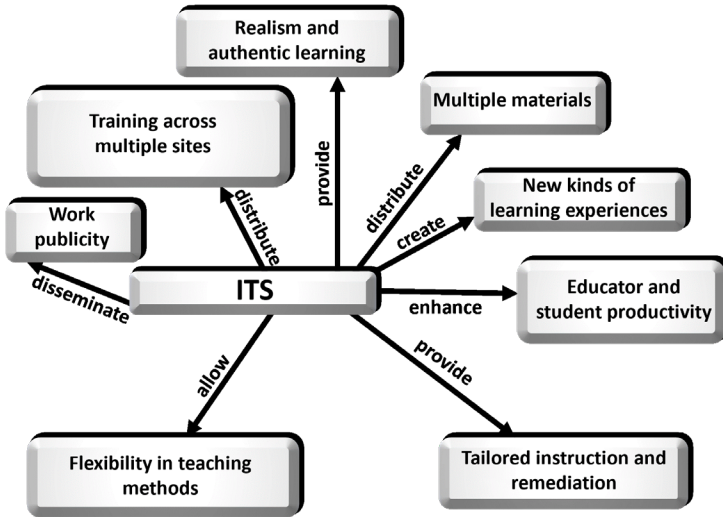 Realism and
authentic learning
Multiple materials
Training across
multiple sites
provide
distribute
New kinds of
learning experiences
Work
publicity
distribute
create
disseminate
ITS
enhance
Educator and
student productivity
allow
provide
Flexibility in teaching
methods
Tailored instruction and
remediation